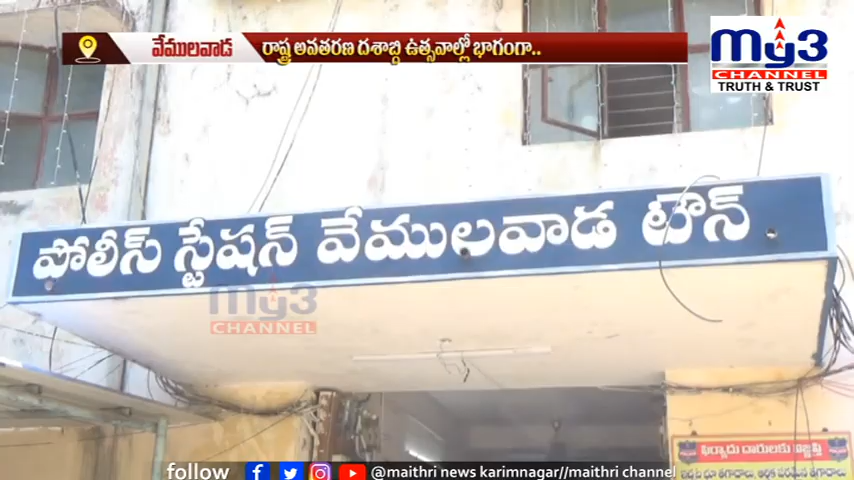 వేములవాడ
రాష్ట్ర అవతరణ దశాబ్ది ఉత్సవాల్లో భాగంగా..
my3
CHANNEL
TRUTH & TRUST
పోలీస్ స్టేషన్ వేములవాడ టౌన్
my3
CHANNEL
ఫిర్యాదు దారులకు విజ్ఞప్తి
follow @maithri news karimnagar//maithri channel